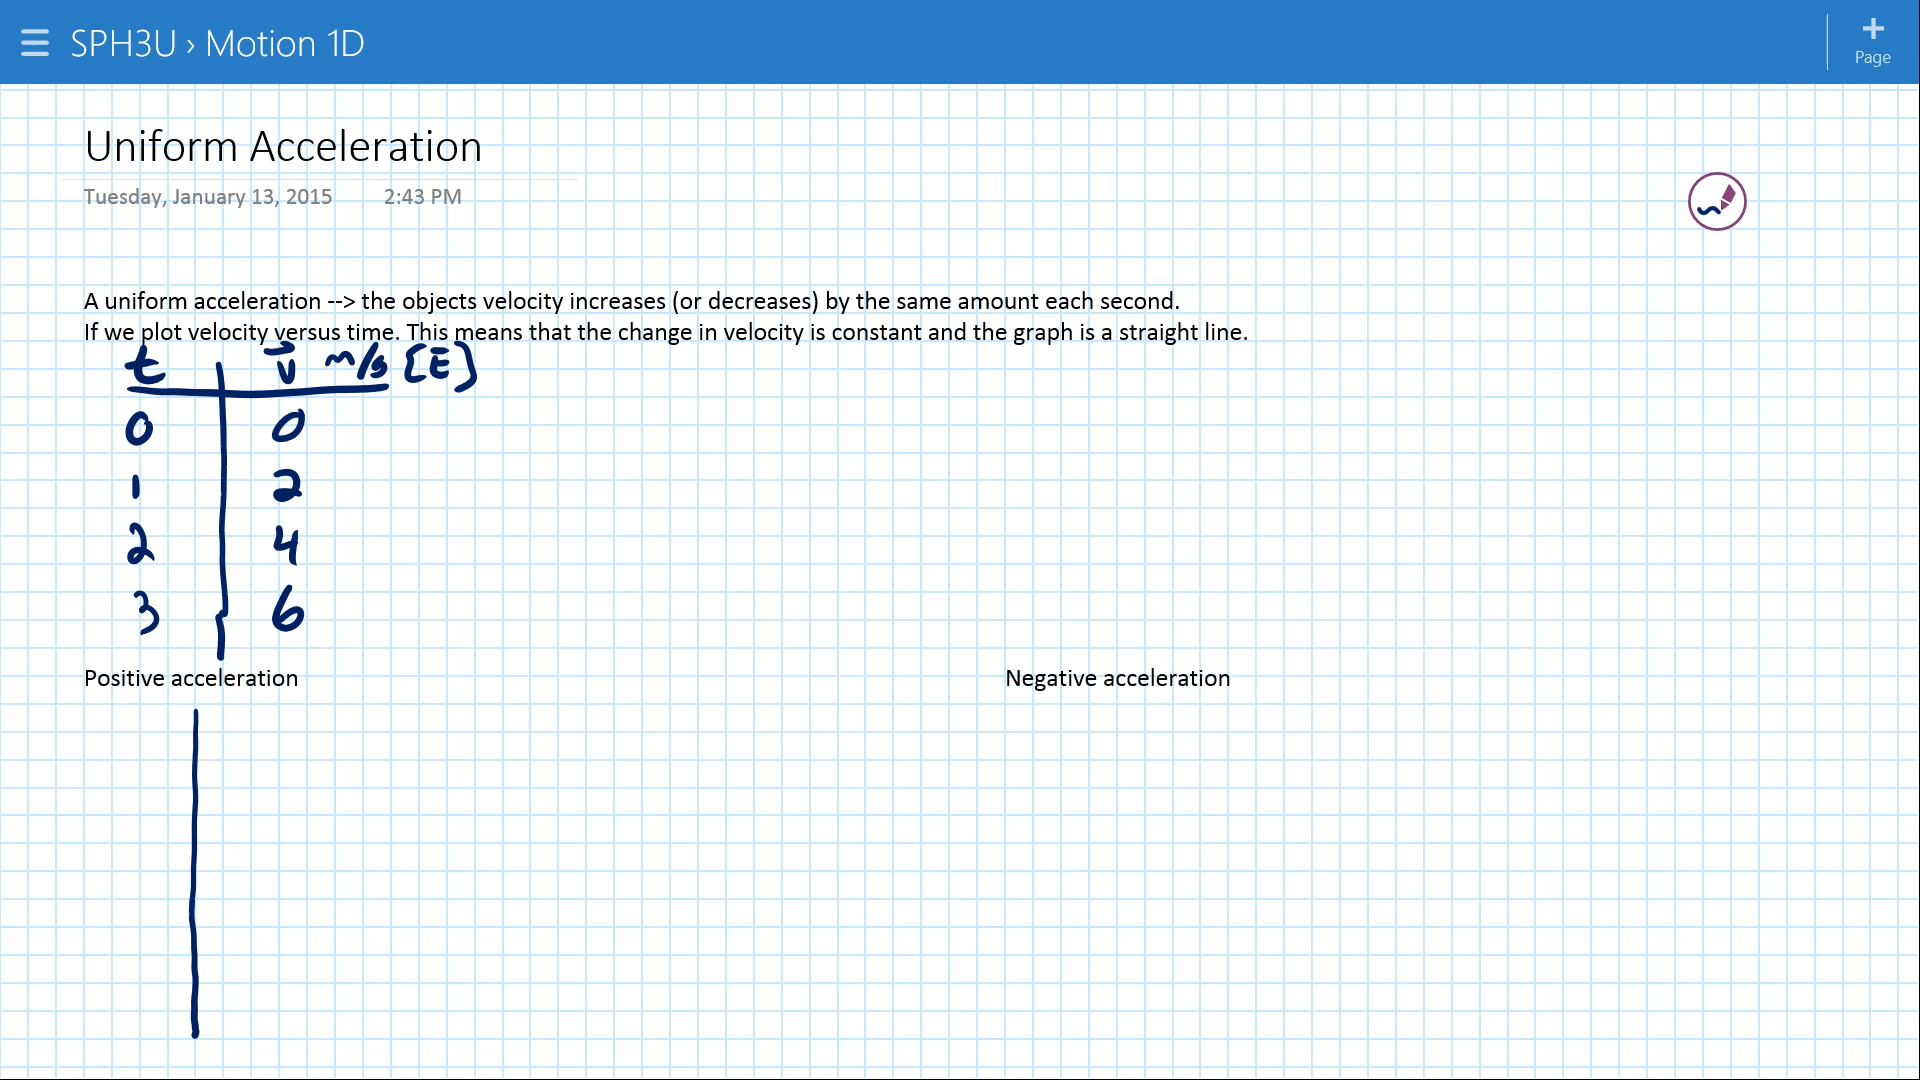 SPH3U › Motion 1D
Page
Uniform Acceleration
Tuesday, January 13, 2015 2:43 PM
A uniform acceleration --> the objects velocity increases (or decreases) by the same amount each second.
If we plot velocity versus time. This means that the change in velocity is constant and the graph is a straight line.
t v⃗ m/s [E]
0 0
1 2
2 4
3 6
Positive acceleration
Negative acceleration